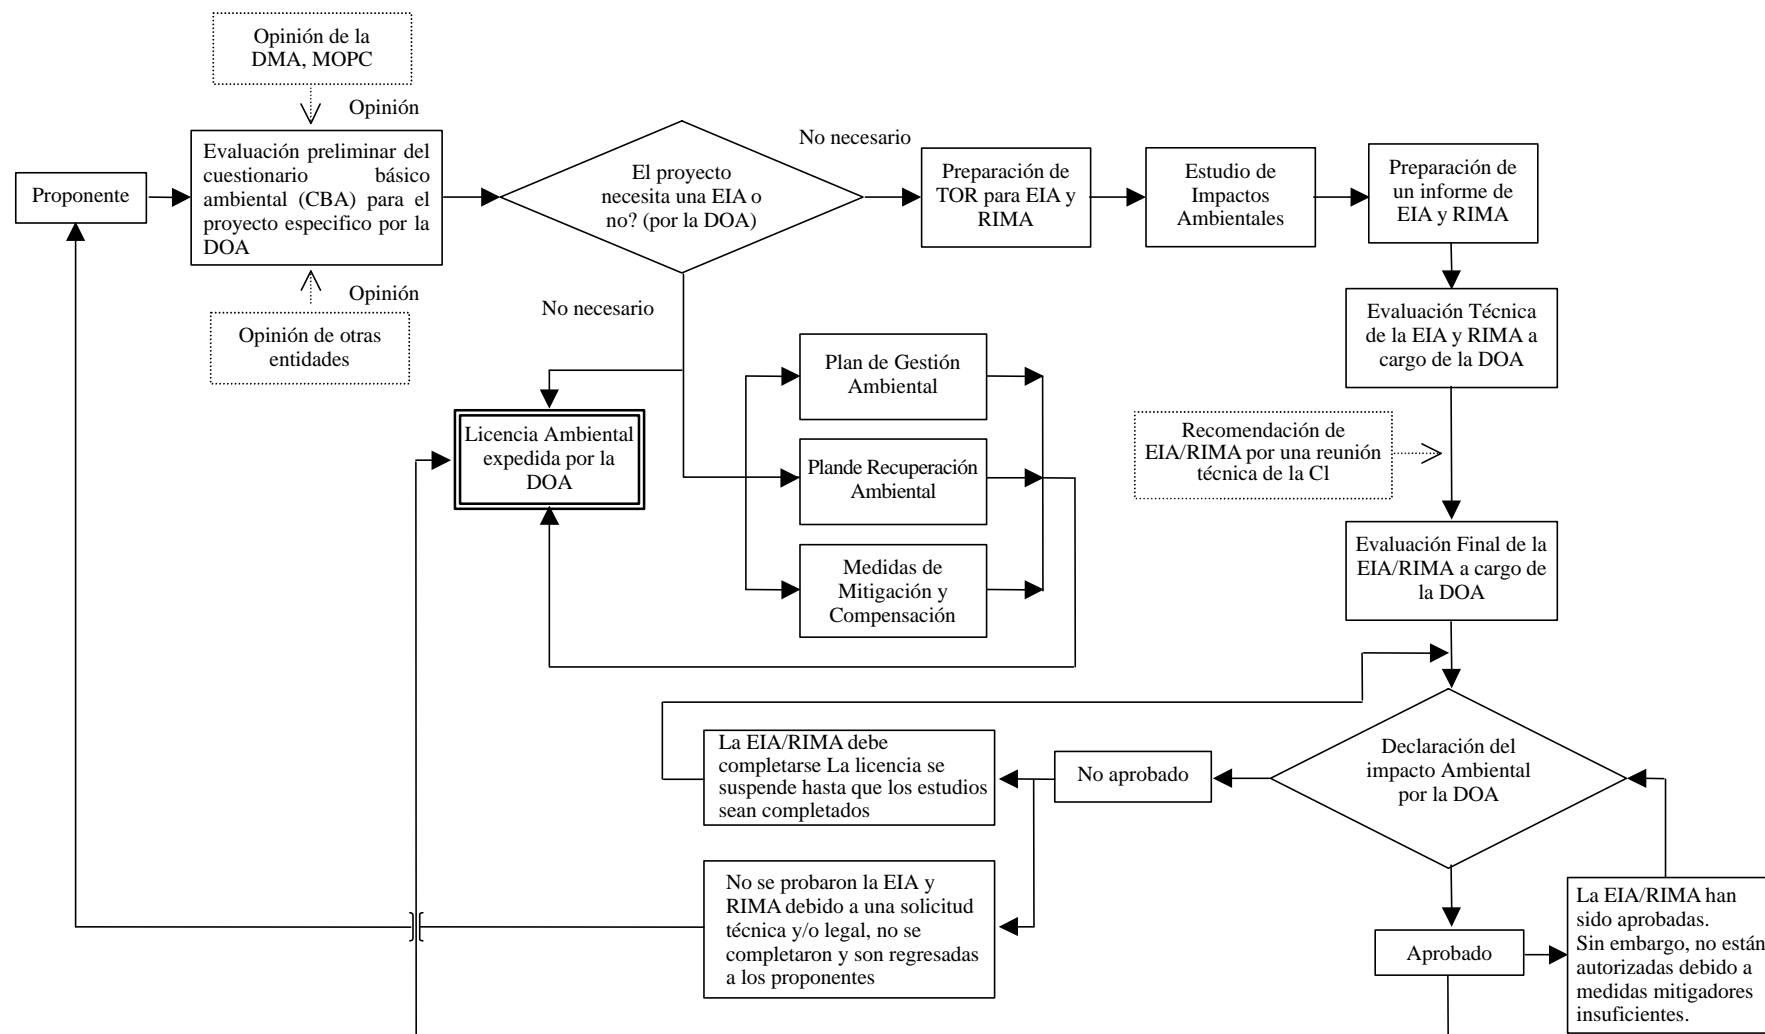 Opinión de la
DMA, MOPC
Opinión
Proponente
Evaluación preliminar del
cuestionario básico
ambiental (CBA) para el
proyecto especifico por la
DOA
Opinión
Opinión de otras
entidades
El proyecto
necesita una EIA o
no? (por la DOA)
No necesario
No necesario
Preparación de
TOR para EIA y
RIMA
Estudio de
Impactos
Ambientales
Preparación de
un informe de
EIA y RIMA
Evaluación Técnica
de la EIA y RIMA a
cargo de la DOA
Recomendación de
EIA/RIMA por una reunión
técnica de la Cl
Evaluación Final de la
EIA/RIMA a cargo de
la DOA
Plan de Gestión
Ambiental
Plande Recuperación
Ambiental
Medidas de
Mitigación y
Compensación
Licencia Ambiental
expedida por la
DOA
Declaración del
impacto Ambiental
por la DOA
No aprobado
La EIA/RIMA debe
completarse La licencia se
suspende hasta que los estudios
sean completados
No se probaron la EIA y
RIMA debido a una solicitud
técnica y/o legal, no se
completaron y son regresadas
a los proponentes
Aprobado
La EIA/RIMA han
sido aprobadas.
Sin embargo, no están
autorizadas debido a
medidas mitigadores
insuficientes.